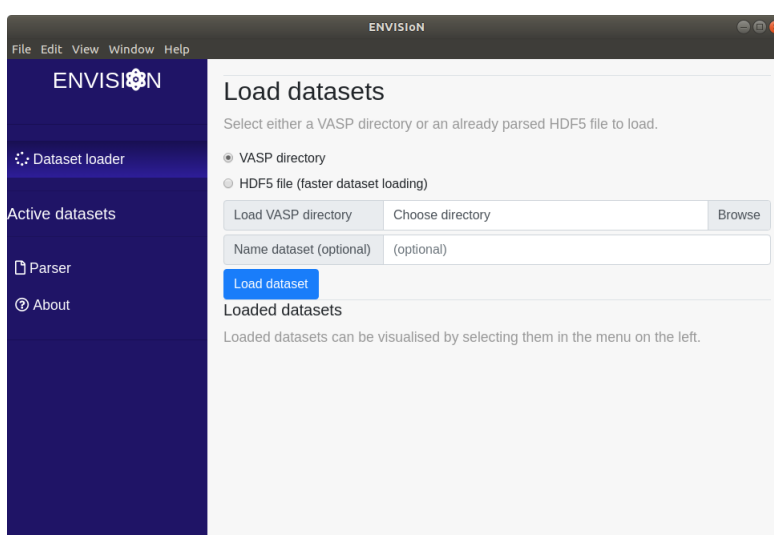 ENVISIoN
File Edit View Window Help
ENVISION
Load datasets
Select either a VASP directory or an already parsed HDF5 file to load.
Dataset loader
VASP directory
HDF5 file (faster dataset loading)
Active datasets
Load VASP directory Choose directory Browse
Name dataset (optional) (optional)
Parser
Load dataset
About
Loaded datasets
Loaded datasets can be visualised by selecting them in the menu on the left.